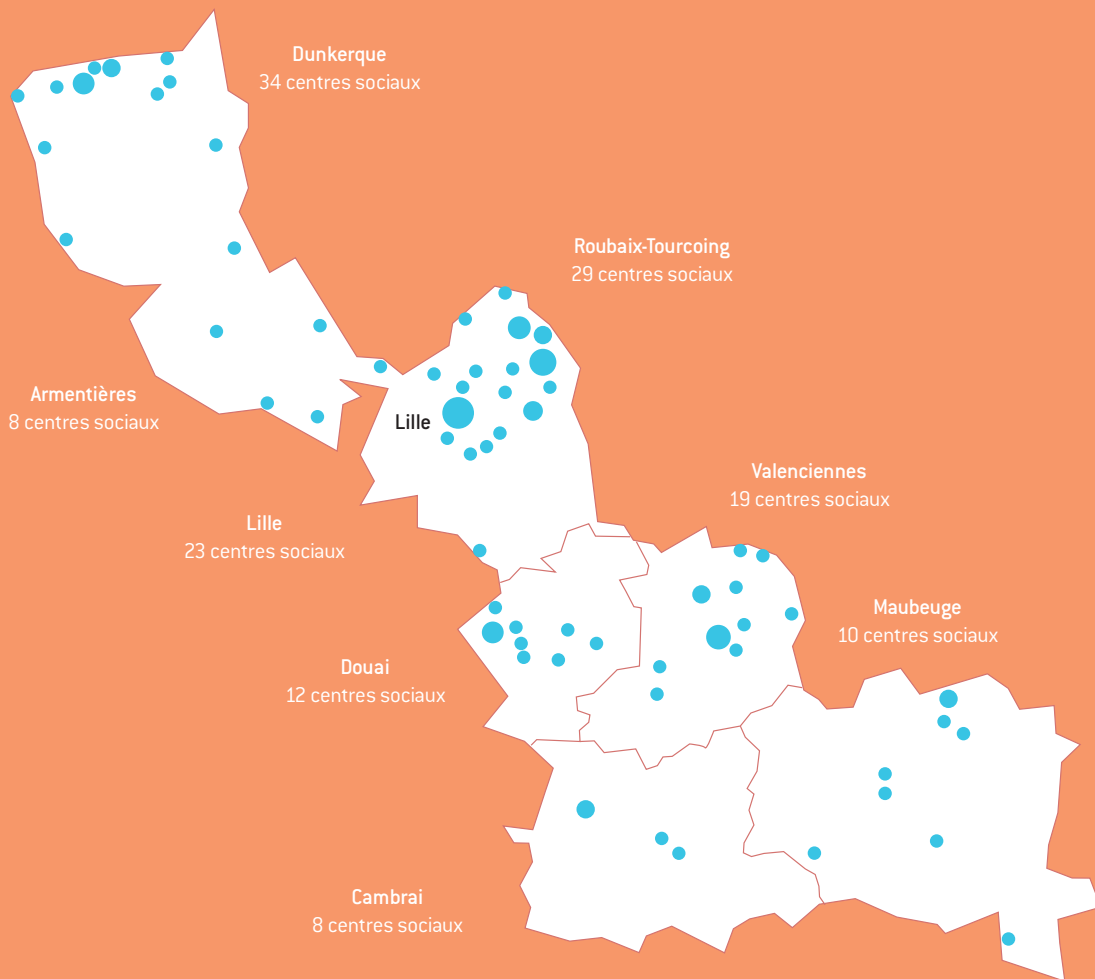 Dunkerque
34 centres sociaux
Roubaix-Tourcoing
29 centres sociaux
Armentières
8 centres sociaux
Lille
Valenciennes
19 centres sociaux
Lille
23 centres sociaux
Maubeuge
10 centres sociaux
Douai
12 centres sociaux
Cambrai
8 centres sociaux